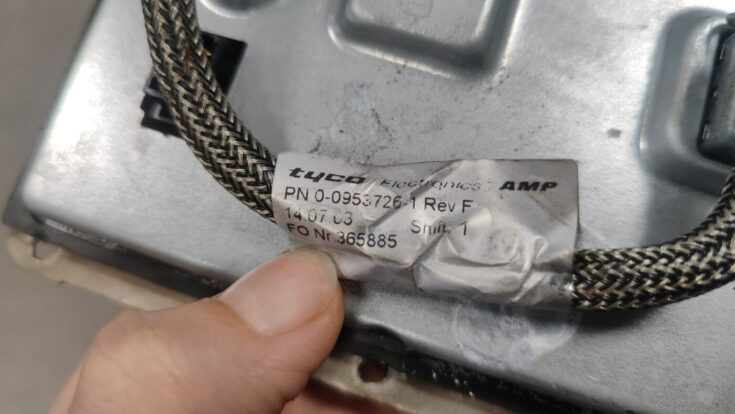 tyco Electronics AMP
PN 0-0953726-1 Rev F
14.07.03 Shift. 1
FO Nr.365885